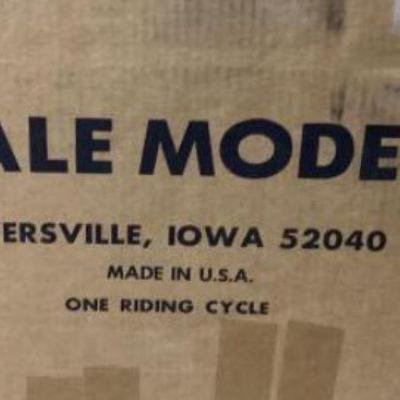 ALE MODE
ERSVILLE, IOWA 52040
MADE IN U.S.A.
ONE RIDING CYCLE